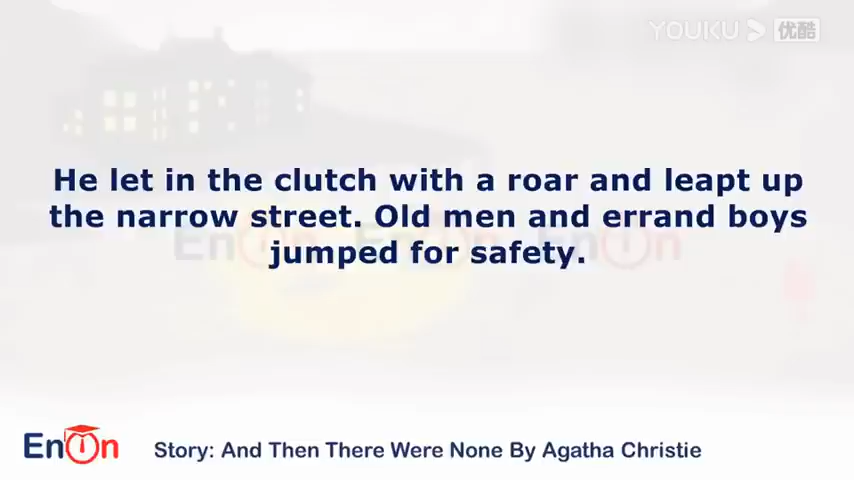 YOUKU 优酷
He let in the clutch with a roar and leapt up
the narrow street. Old men and errand boys
jumped for safety.
EnOn
Story: And Then There Were None By Agatha Christie